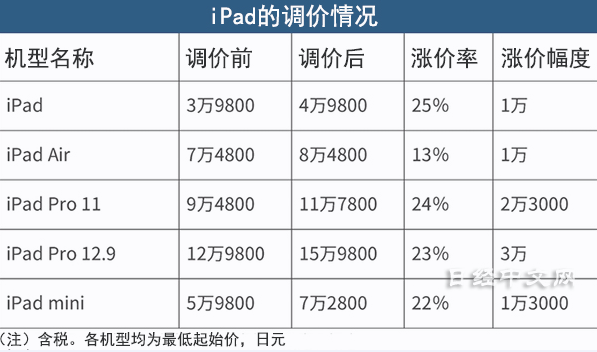 iPad的调价情况
机型名称 调价前 调价后 涨价率 涨价幅度
iPad 3万9800 4万9800 25% 1万
iPad Air 7万4800 8万4800 13% 1万
iPad Pro 11 9万4800 11万7800 24% 2万3000
iPad Pro 12.9 12万9800 15万9800 23% 3万
日经中文网
iPad mini 5万9800 7万2800 22% 1万3000
（注）含税。各机型均为最低起始价，日元